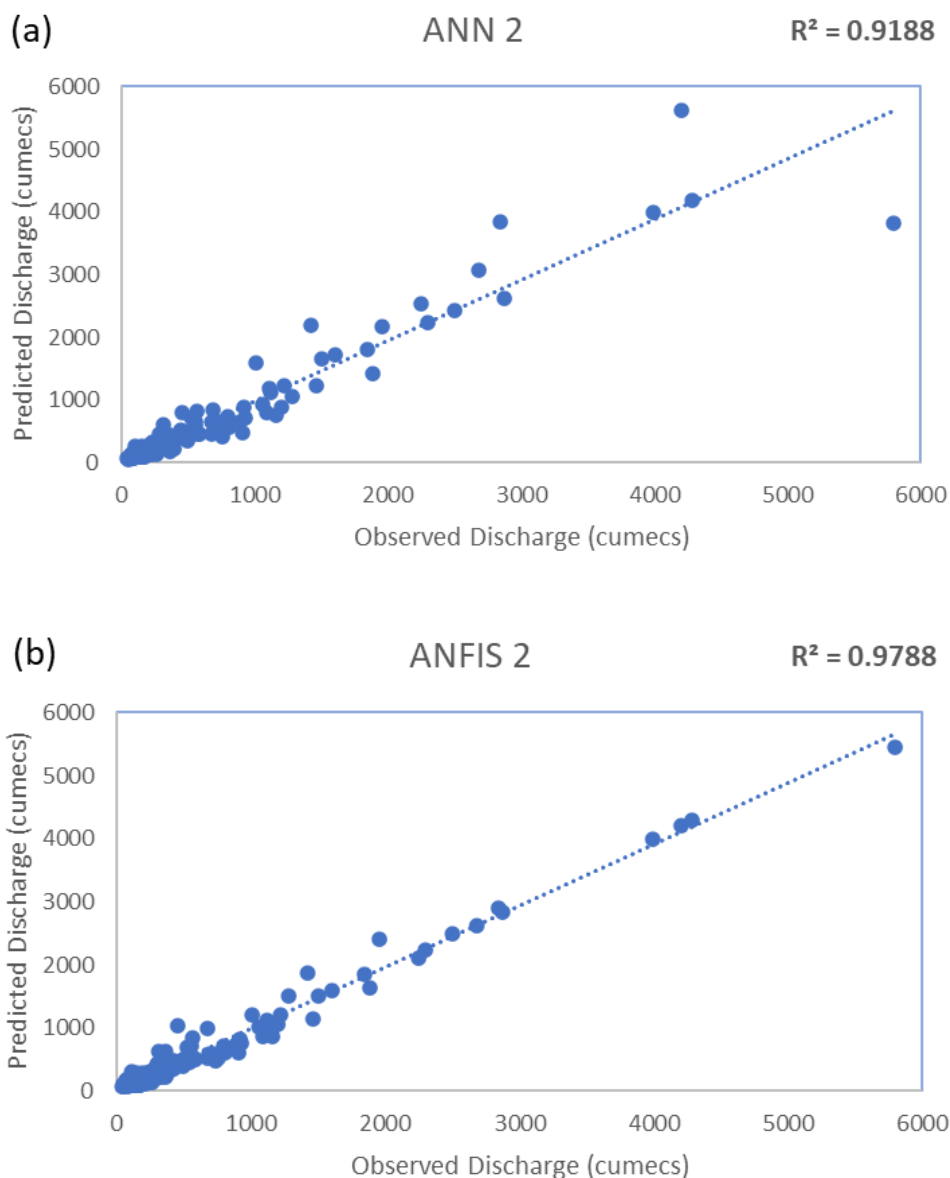 (a)
ANN 2
R² = 0.9188
6000
5000
4000
3000
2000
1000
0
Predicted Discharge (cumecs)
0 1000 2000 3000 4000 5000 6000
Observed Discharge (cumecs)
(b)
ANFIS 2
R² = 0.9788
6000
5000
4000
3000
2000
1000
0
Predicted Discharge (cumecs)
0 1000 2000 3000 4000 5000 6000
Observed Discharge (cumecs)